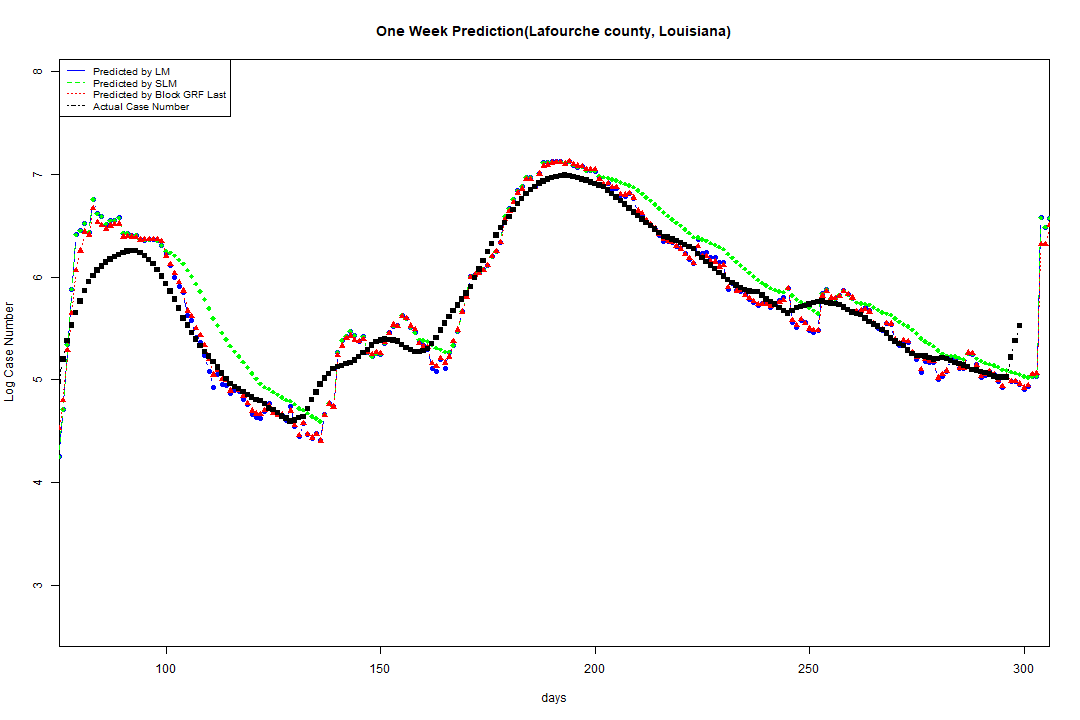 One Week Prediction(Lafourche county, Louisiana)
8
Predicted by LM
Predicted by SLM
Predicted by Block GRF Last
Actual Case Number
7
6
5
4
3
Log Case Number
100 150 200 250 300
days